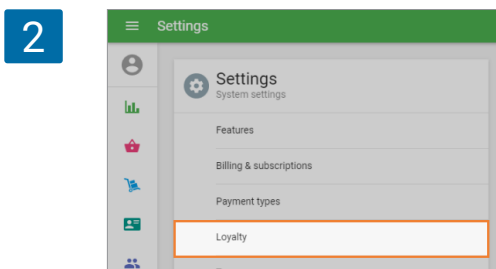 2
Settings
Settings
System settings
Features
Billing & subscriptions
Payment types
Loyalty